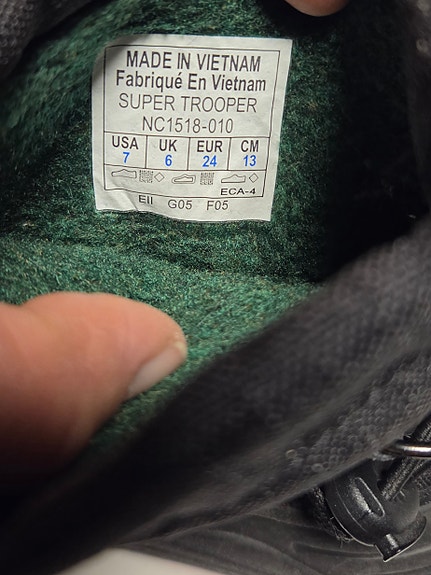 MADE IN VIETNAM
Fabriqué En Vietnam
SUPER TROOPER
NC1518-010
USA UK EUR CM
7 6 24 13
ECA-4
EII G05 F05